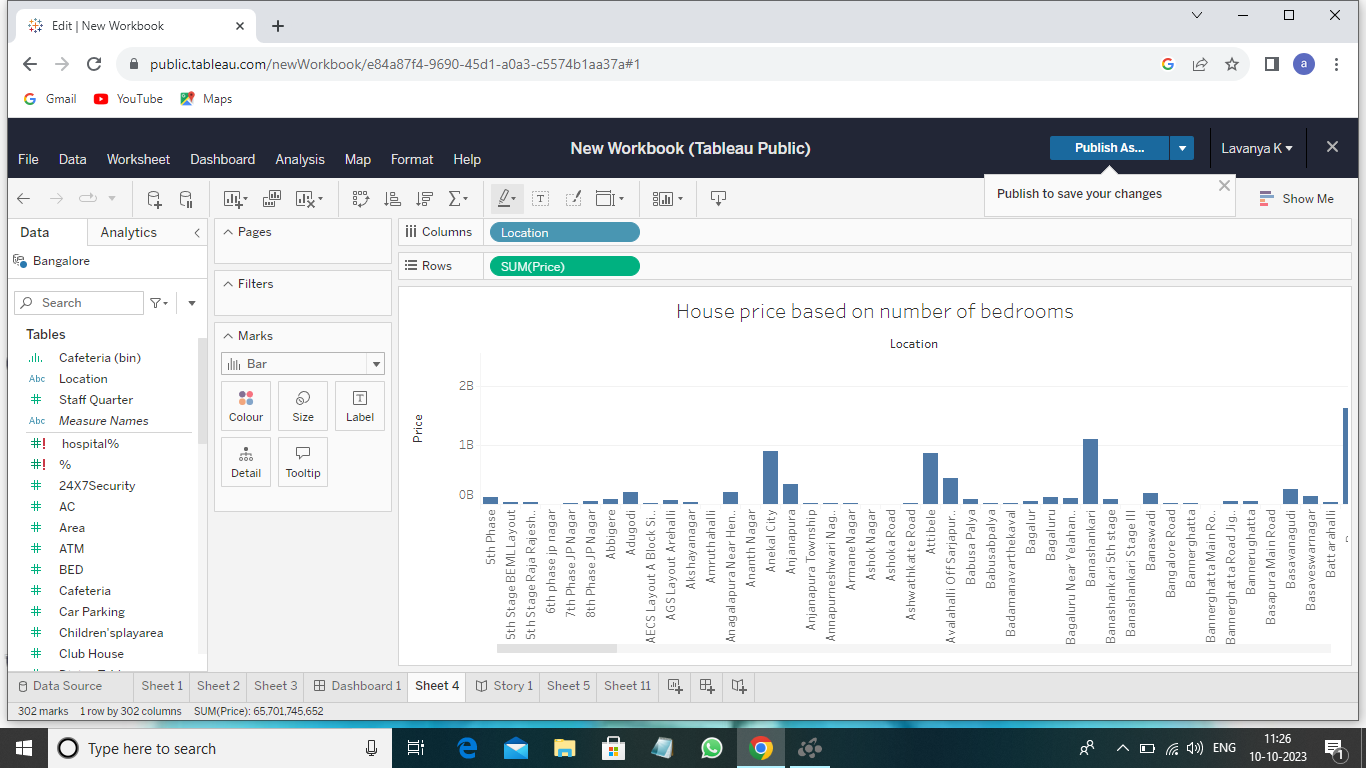 Edit | New Workbook
public.tableau.com/newWorkbook/e84a87f4-9690-45d1-a0a3-c5574b1aa37a#1
a
Gmail YouTube Maps
New Workbook (Tableau Public)
File Data Worksheet Dashboard Analysis Map Format Help
Publish As...
Lavanya K
Publish to save your changes
Show Me
Data Analytics
Bangalore
Search
Tables
Abc Location
Cafeteria (bin)
Staff Quarter
Abc Measure Names
hospital%
%
24X7Security
AC
Area
ATM
BED
Cafeteria
Car Parking
Children'splayarea
Club House
Pages
Filters
Marks
Bar
Colour Size Label
Detail Tooltip
Columns Location
Rows SUM(Price)
House price based on number of bedrooms
Location
Price
2B
1B
0B
5th Phase
5th Stage BEML Layout
5th Stage Raja Rajesh..
6th phase jp nagar
7th Phase JP Nagar
8th Phase JP Nagar
Abbigere
Adugodi
AECS Layout A Block Si..
AGS Layout Arehalli
Akshayanagar
Amruthahalli
Anagalapura Near Hen..
Ananth Nagar
Anekal City
Anjanapura
Anjanapura Township
Annapurneshwari Nag..
Armane Nagar
Ashok Nagar
Ashoka Road
Ashwathkatte Road
Attibele
Avalahalli Off Sarjapur..
Babusa Palya
Babusabpalya
Badamanavarthekaval
Bagalur
Bagaluru
Bagaluru Near Yelahan..
Banashankari
Banashankari 5th stage
Banashankari Stage III
Banaswadi
Bangalore Road
Bannerghatta
Bannerghatta Main Ro..
Bannerghatta Road Jig..
Bannerughatta
Basapura Main Road
Basavanagudi
Basaveswarnagar
Battarahalli
Data Source Sheet 1 Sheet 2 Sheet 3 Dashboard 1 Sheet 4 Story 1 Sheet 5 Sheet 11
302 marks 1 row by 302 columns SUM(Price): 65,701,745,652
Type here to search
ENG
11:26
10-10-2023
1